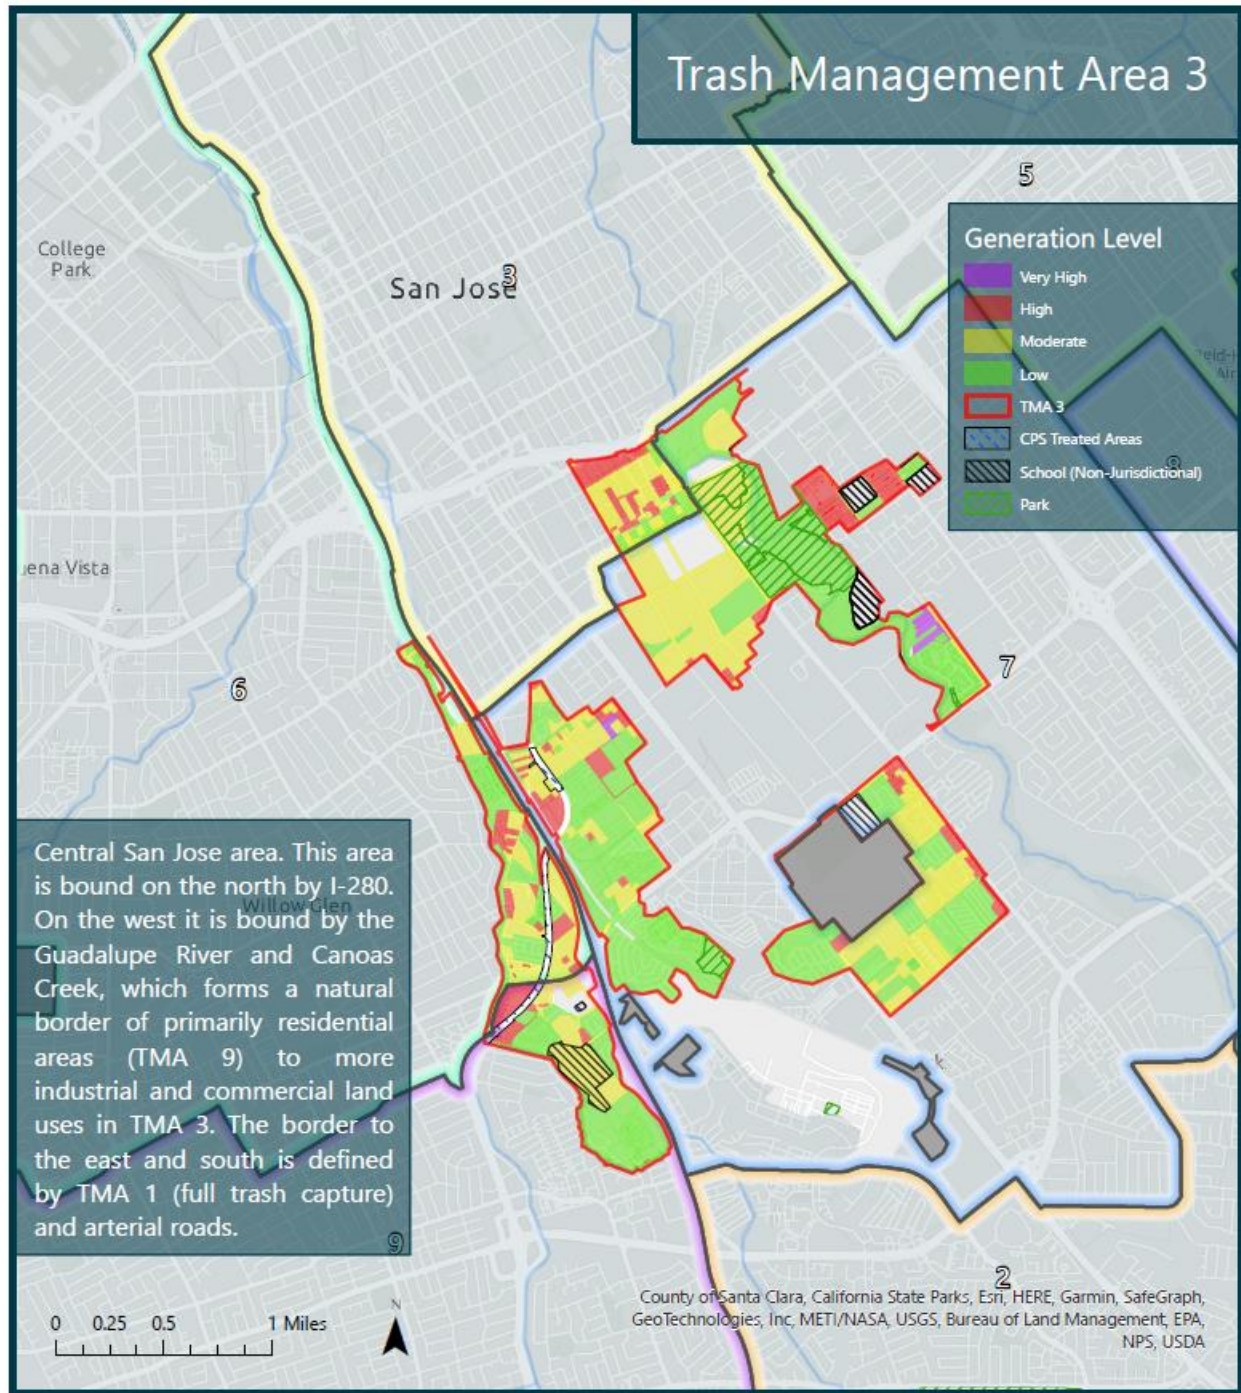 Trash Management Area 3
5
College
Park
San Jose
3
Generation Level
Very High
High
Moderate
Low
TMA 3
CPS Treated Areas
School (Non-Jurisdictional)
Park
8
Buena Vista
6
7
Central San Jose area. This area
is bound on the north by I-280.
On the west it is bound by the
Willow Glen
Guadalupe River and Canoas
Creek, which forms a natural
border of primarily residential
areas (TMA 9) to more
industrial and commercial land
uses in TMA 3. The border to
the east and south is defined
by TMA 1 (full trash capture)
and arterial roads.
9
2
0 0.25 0.5 1 Miles
N
County of Santa Clara, California State Parks, Esri, HERE, Garmin, SafeGraph,
GeoTechnologies, Inc, METI/NASA, USGS, Bureau of Land Management, EPA,
NPS, USDA